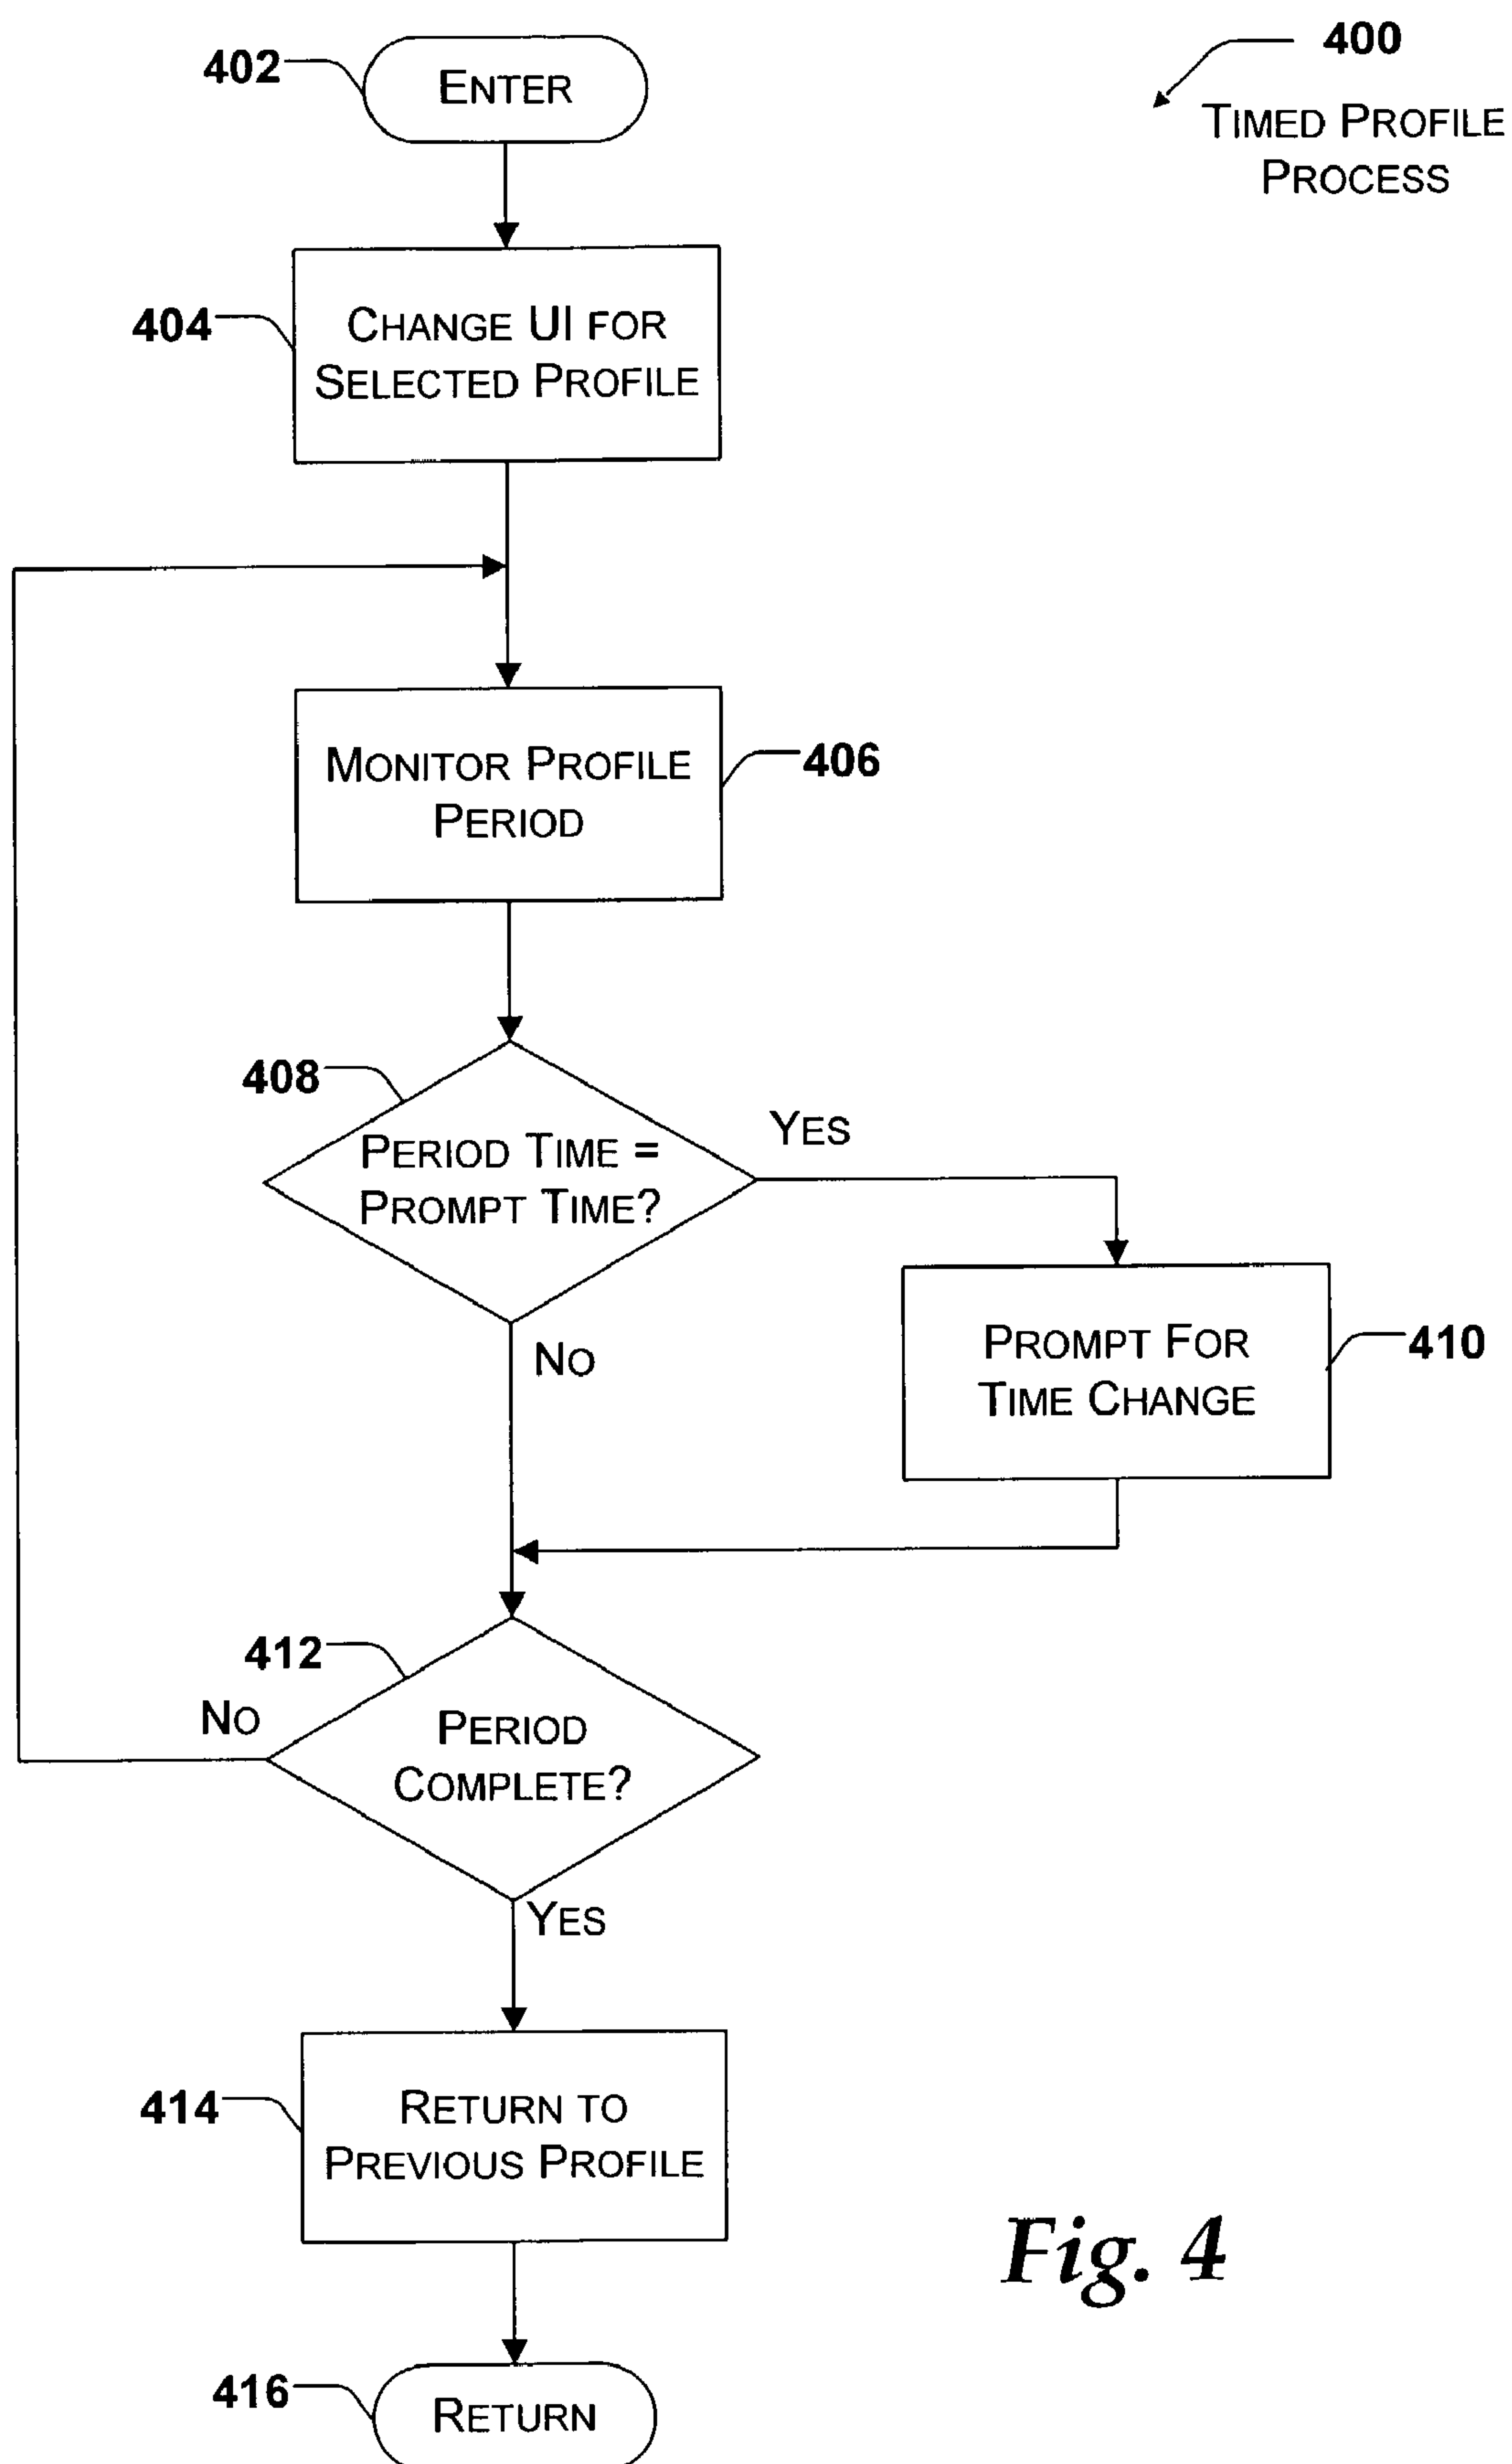 400
TIMED PROFILE
PROCESS
402
ENTER
404
CHANGE UI FOR
SELECTED PROFILE
MONITOR PROFILE
PERIOD
406
408
PERIOD TIME =
PROMPT TIME?
YES
NO
PROMPT FOR
TIME CHANGE
410
412
NO
PERIOD
COMPLETE?
YES
414
RETURN TO
PREVIOUS PROFILE
416
RETURN
Fig. 4